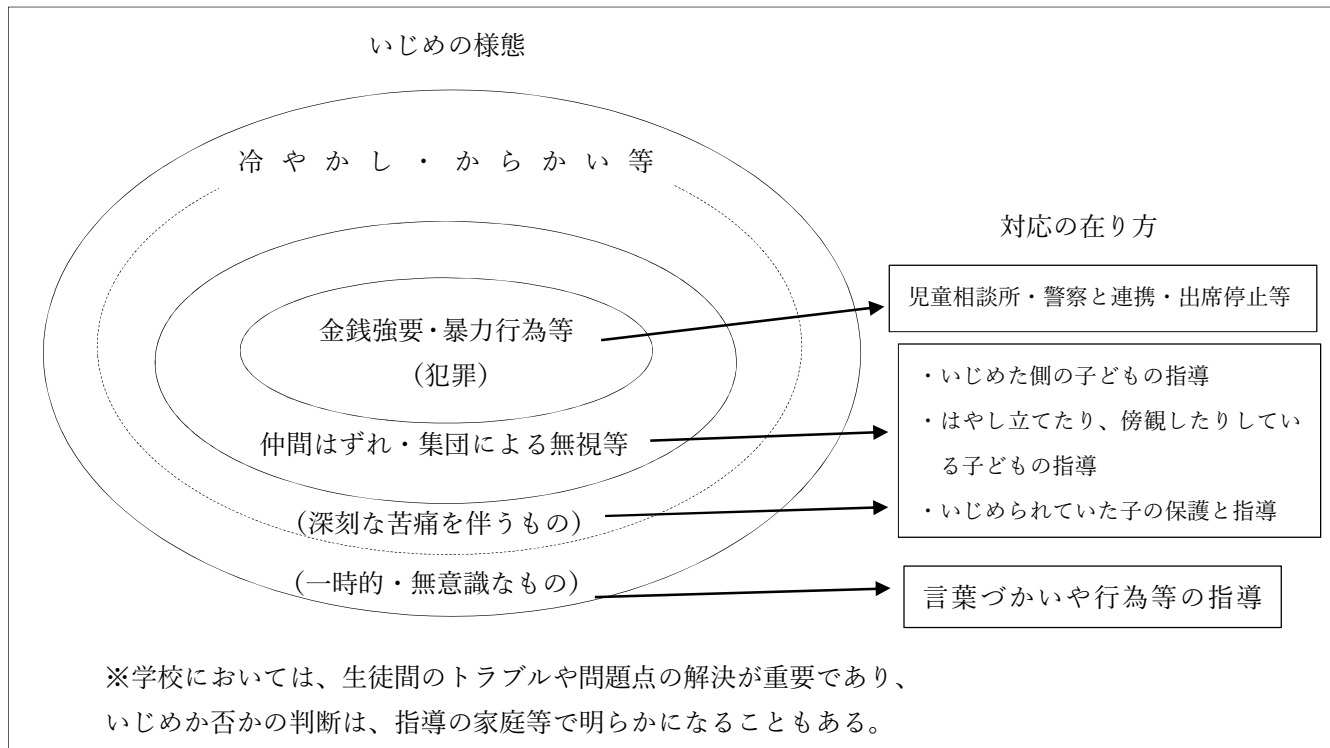 いじめの様態
冷やかし・からかい等
対応の在り方
児童相談所・警察と連携・出席停止等
金銭強要・暴力行為等
(犯罪)
・いじめた側の子どもの指導
・はやし立てたり、傍観したりしてい
る子どもの指導
・いじめられていた子の保護と指導
仲間はずれ・集団による無視等
(深刻な苦痛を伴うもの)
(一時的・無意識なもの)
言葉づかいや行為等の指導
※学校においては、生徒間のトラブルや問題点の解決が重要であり、
いじめか否かの判断は、指導の家庭等で明らかになることもある。